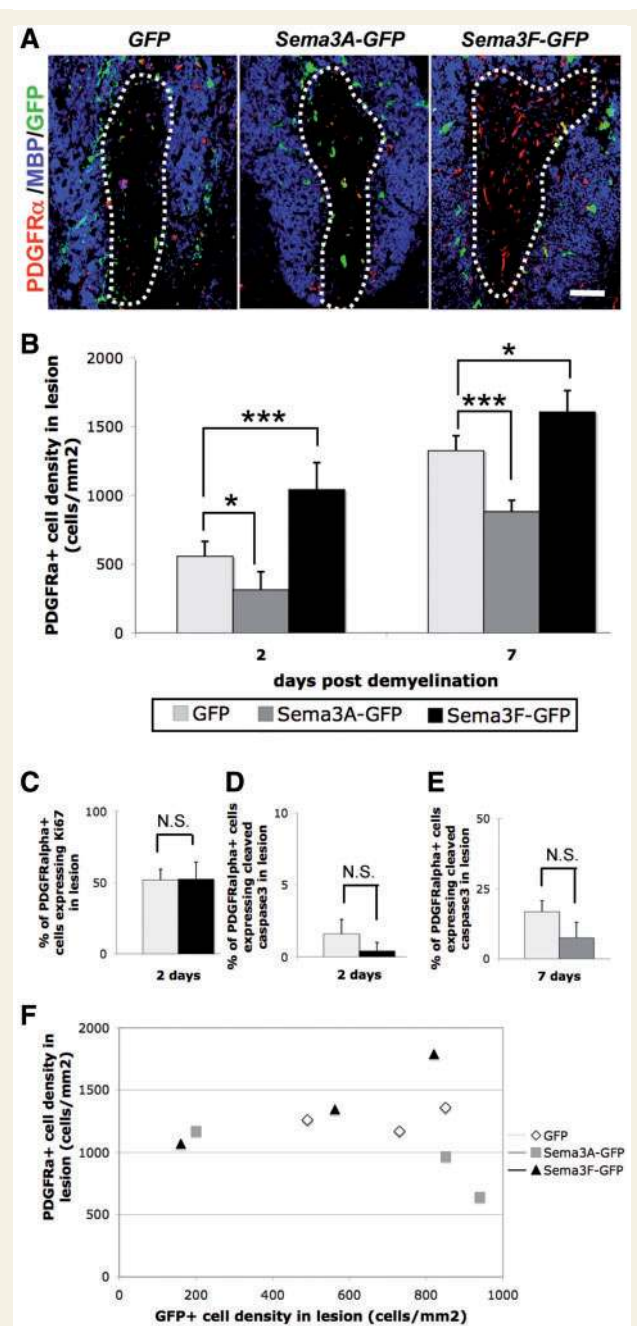 A
GFP
Sema3A-GFP
Sema3F-GFP
PDGFRα /MBP/GFP
B
PDGFRa+ cell density in lesion
(cells/mm2)
2000
1500
1000
500
0
***
*
*
***
2
7
days post demyelination
GFP
Sema3A-GFP
Sema3F-GFP
C
% of PDGFRalpha+
cells expressing Ki67
in lesion
100
50
0
N.S.
2 days
D
% of PDGFRalpha+ cells
expressing cleaved
caspase3 in lesion
10
5
0
N.S.
2 days
E
% of PDGFRalpha+ cells
expressing cleaved
caspase3 in lesion
50
25
0
N.S.
7 days
F
PDGFRa+ cell density in
lesion (cells/mm2)
2000
1500
1000
500
0
0
200
400
600
800
1000
GFP+ cell density in lesion (cells/mm2)
GFP
Sema3A-GFP
Sema3F-GFP